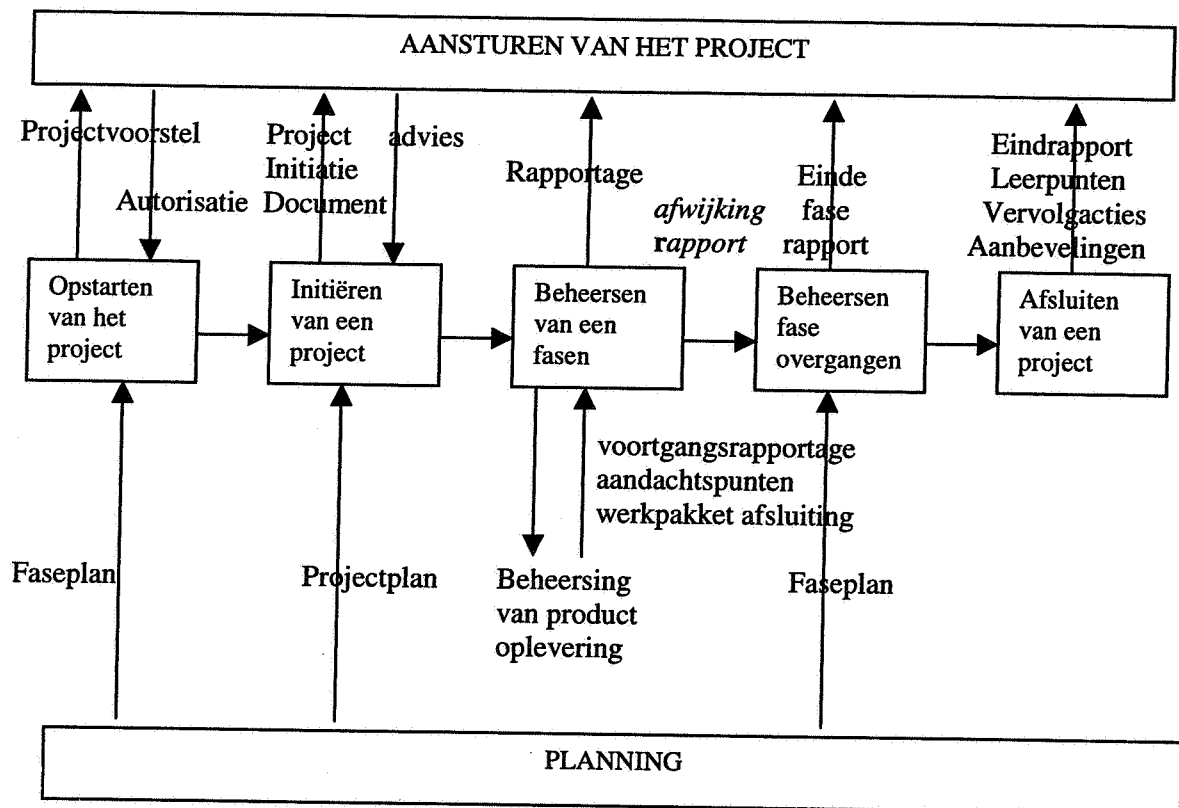 AANSTUREN VAN HET PROJECT
Projectvoorstel
Autorisatie
Project
Initiatie
Document
advies
Rapportage
afwijking
rapport
Einde
fase
rapport
Eindrapport
Leerpunten
Vervolgacties
Aanbevelingen
Opstarten
van het
project
Initiëren
van een
project
Beheersen
van een
fasen
Beheersen
fase
overgangen
Afsluiten
van een
project
voortgangsrapportage
aandachtspunten
werkpakket afsluiting
Faseplan
Projectplan
Beheersing
van product
oplevering
Faseplan
PLANNING